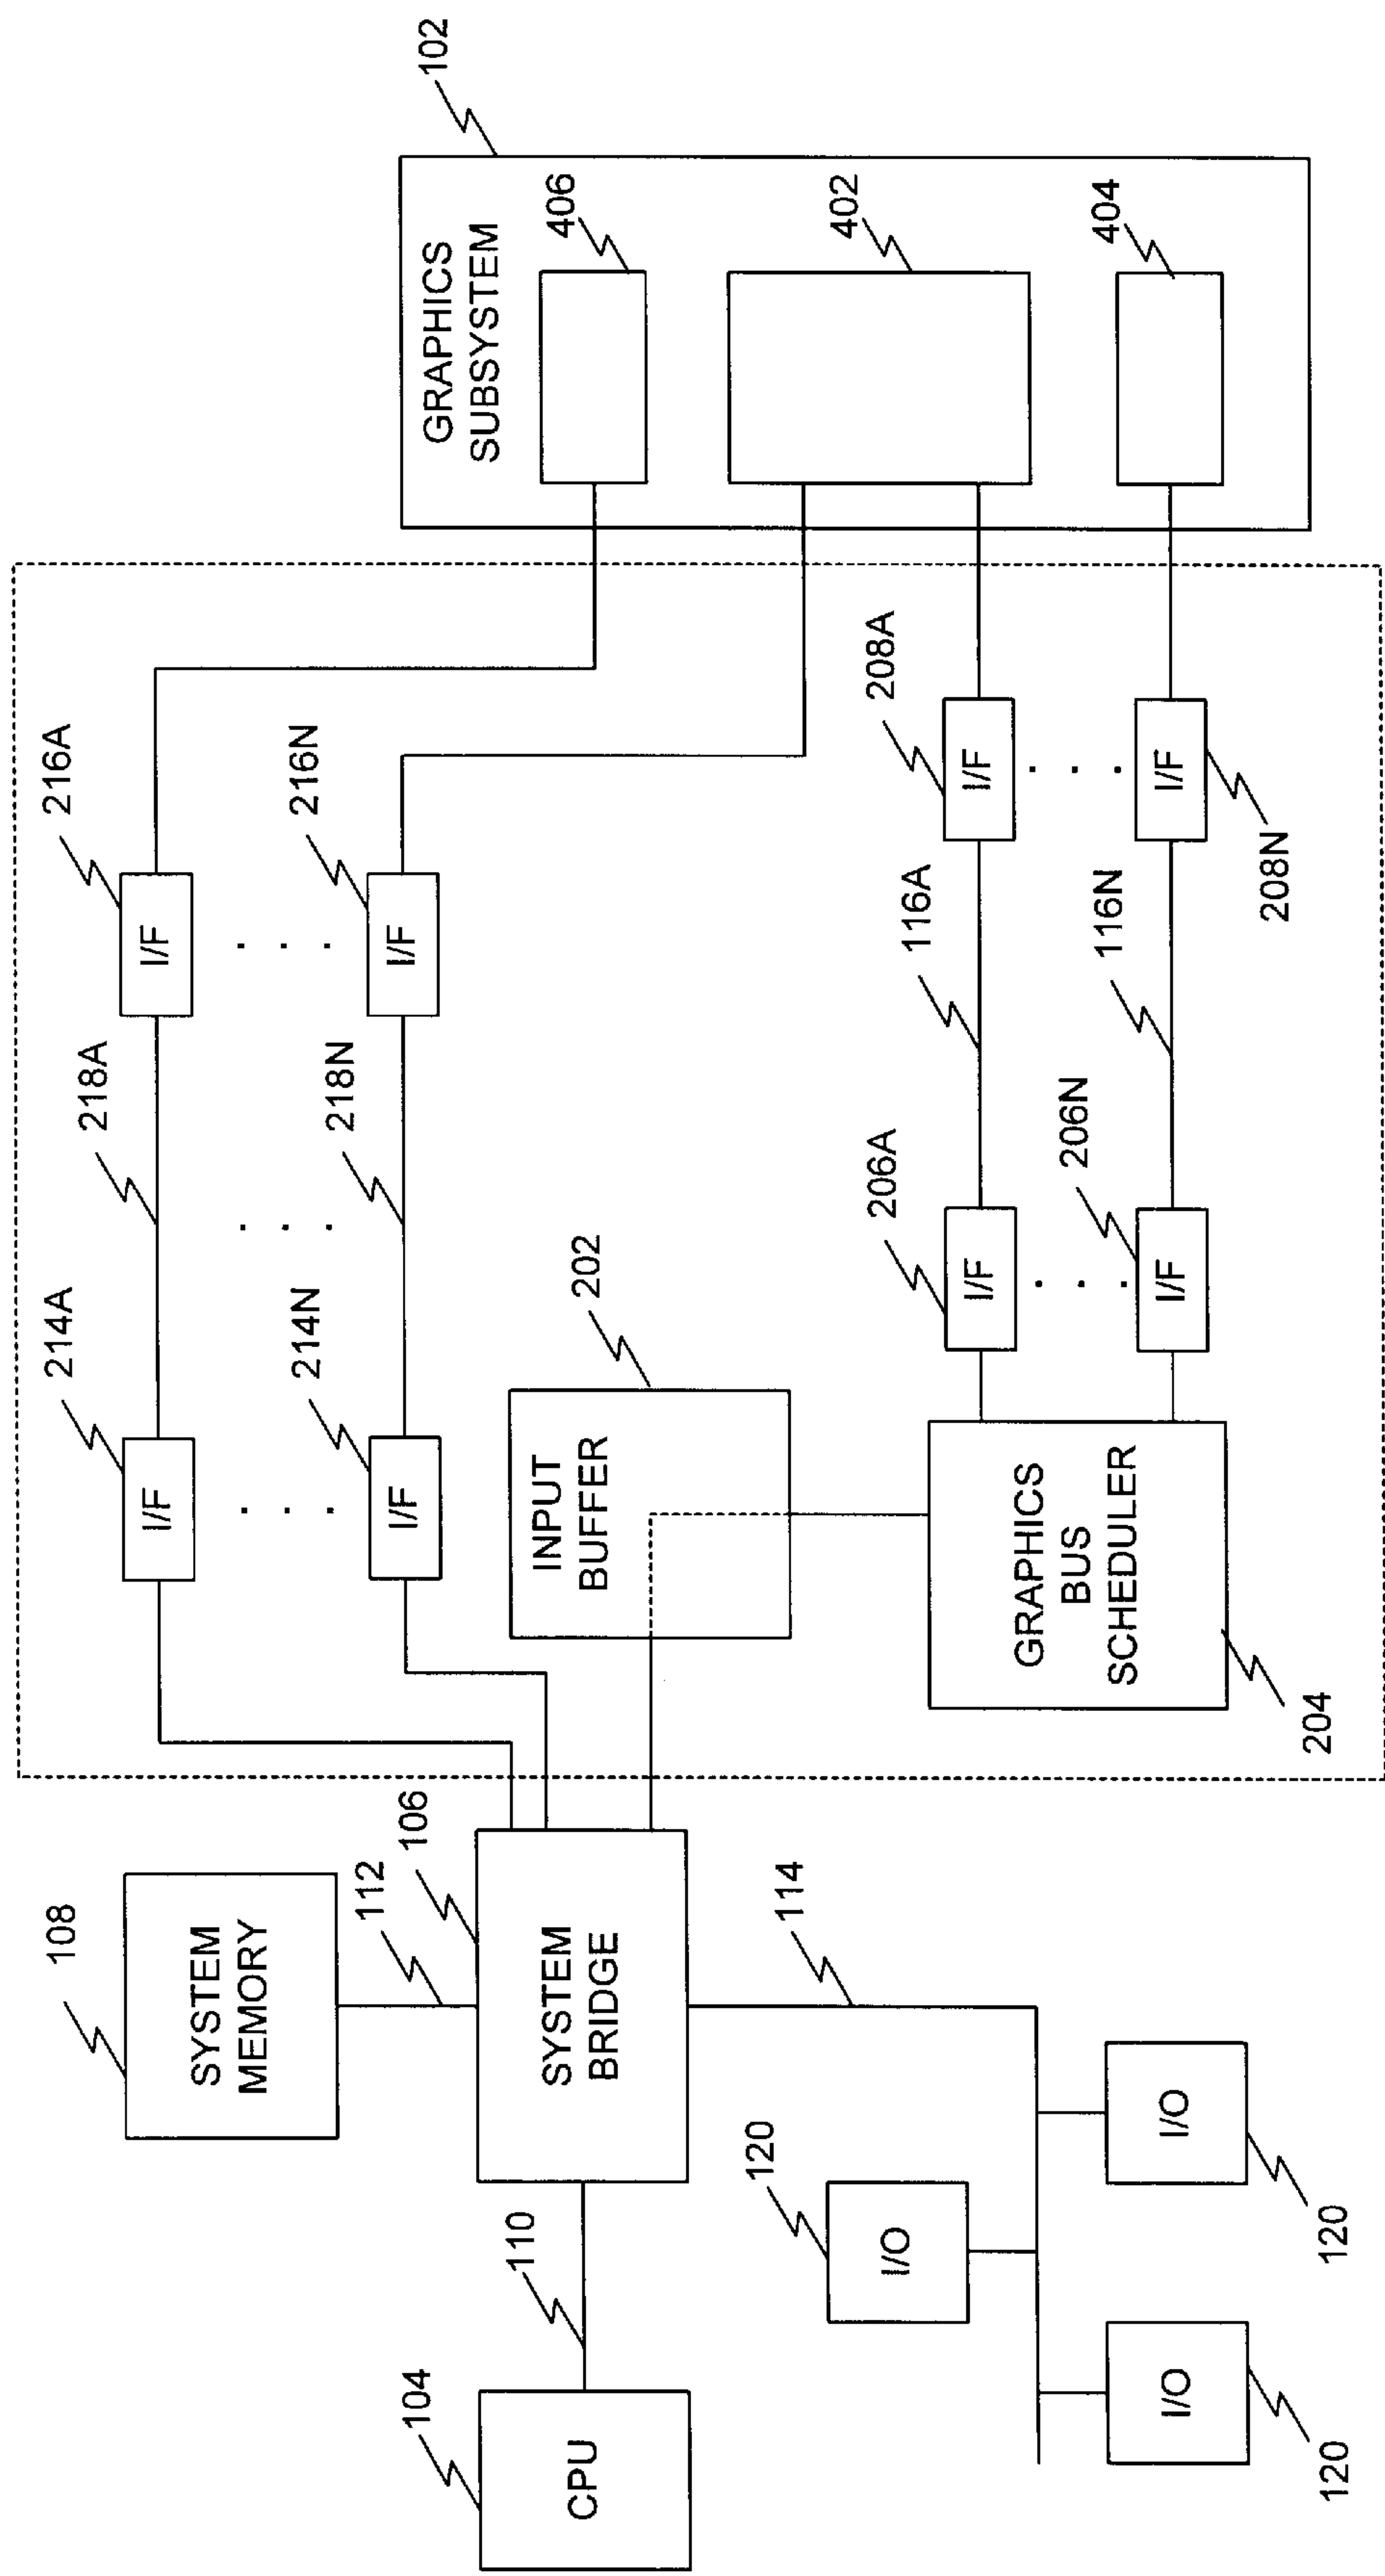 102
GRAPHICS
SUBSYSTEM
406
402
404
216A
I/F
216N
I/F
218A
218N
214A
I/F
214N
I/F
208A
I/F
I/F
208N
116A
116N
206A
I/F
206N
I/F
202
INPUT
BUFFER
GRAPHICS
BUS
SCHEDULER
204
108
SYSTEM
MEMORY
112
106
SYSTEM
BRIDGE
114
110
104
CPU
120
I/O
I/O
120
I/O
120